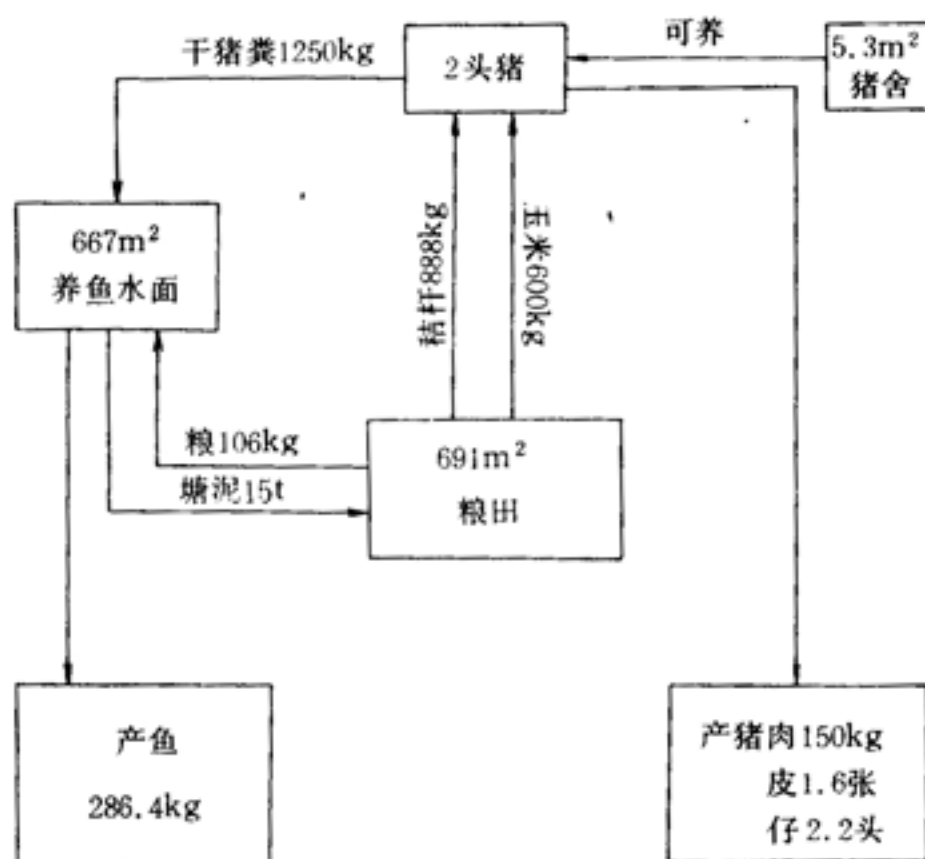 干猪粪1250kg
2头猪
可养
5.3m²
猪舍
667m²
养鱼水面
秸杆888kg
玉米600kg
粮106kg
塘泥15t
691m²
粮田
产鱼
286.4kg
产猪肉150kg
皮1.6张
仔2.2头